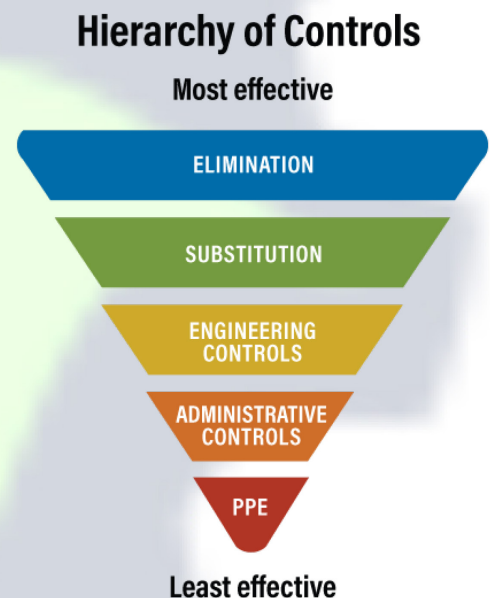 Hierarchy of Controls
Most effective
ELIMINATION
SUBSTITUTION
ENGINEERING
CONTROLS
ADMINISTRATIVE
CONTROLS
PPE
Least effective